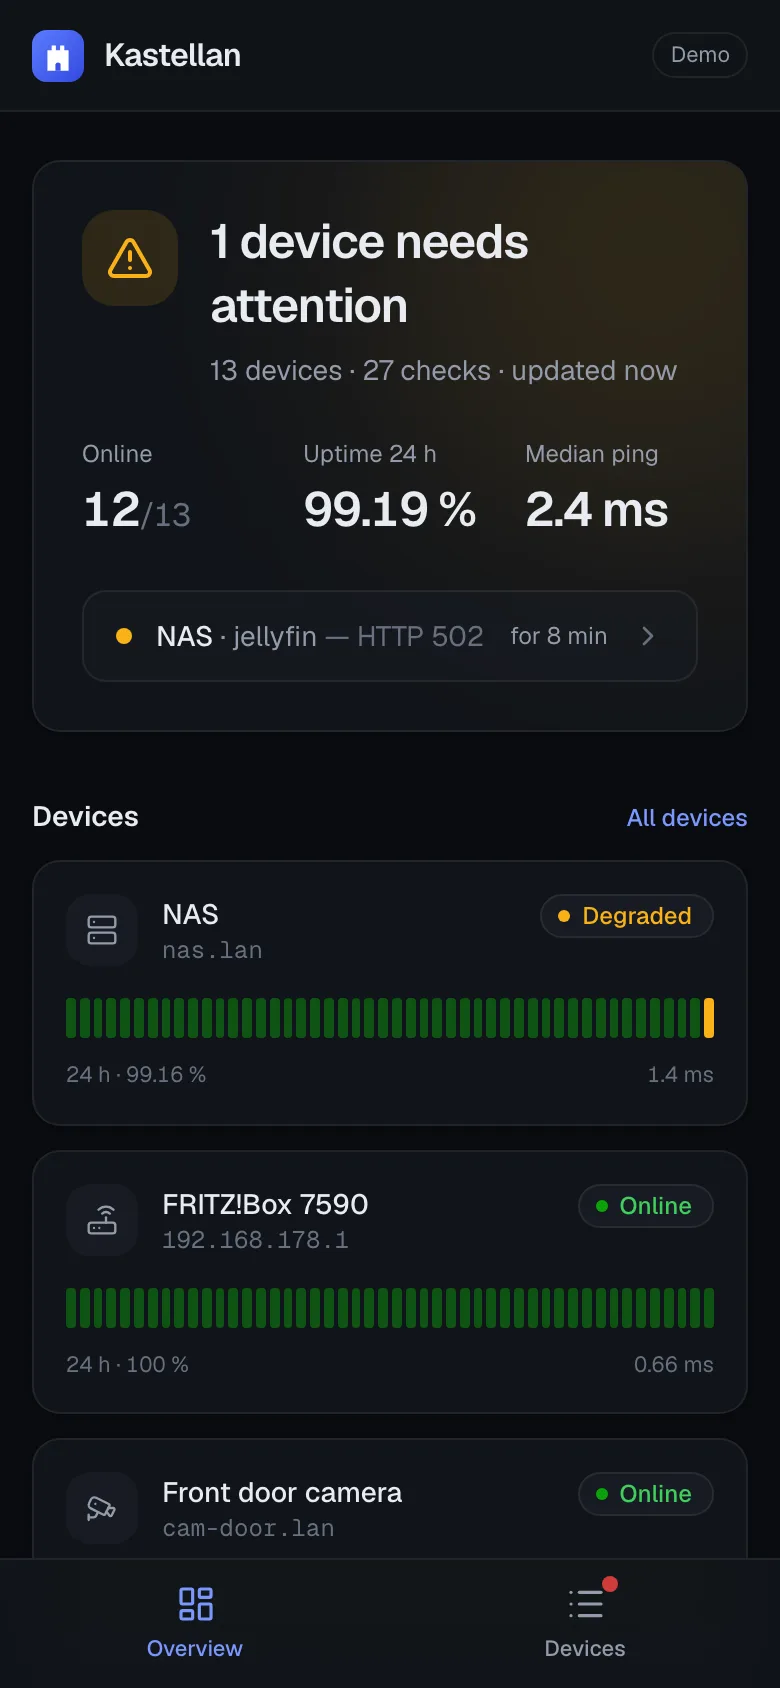 Kastellan
Demo
1 device needs
attention
13 devices · 27 checks · updated now
Online
Uptime 24 h
Median ping
12/13
99.19 %
2.4 ms
NAS · jellyfin — HTTP 502 for 8 min
Devices
All devices
NAS
Degraded
nas.lan
24 h · 99.16 %
1.4 ms
FRITZ!Box 7590
Online
192.168.178.1
24 h · 100 %
0.66 ms
Front door camera
Online
cam-door.lan
Overview
Devices